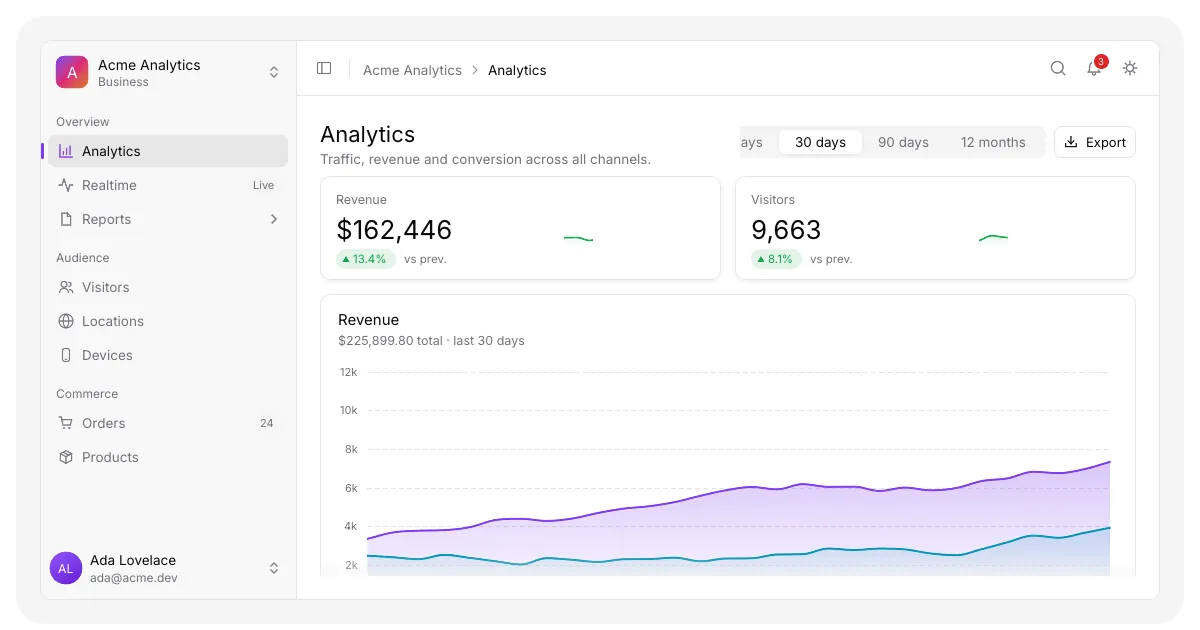 A
Acme Analytics
Business
Overview
Analytics
Realtime
Live
Reports
Audience
Visitors
Locations
Devices
Commerce
Orders
24
Products
AL
Ada Lovelace
ada@acme.dev
Acme Analytics
Analytics
3
Analytics
Traffic, revenue and conversion across all channels.
ays
30 days
90 days
12 months
Export
Revenue
$162,446
13.4%
vs prev.
Visitors
9,663
8.1%
vs prev.
Revenue
$225,899.80 total · last 30 days
12k
10k
8k
6k
4k
2k